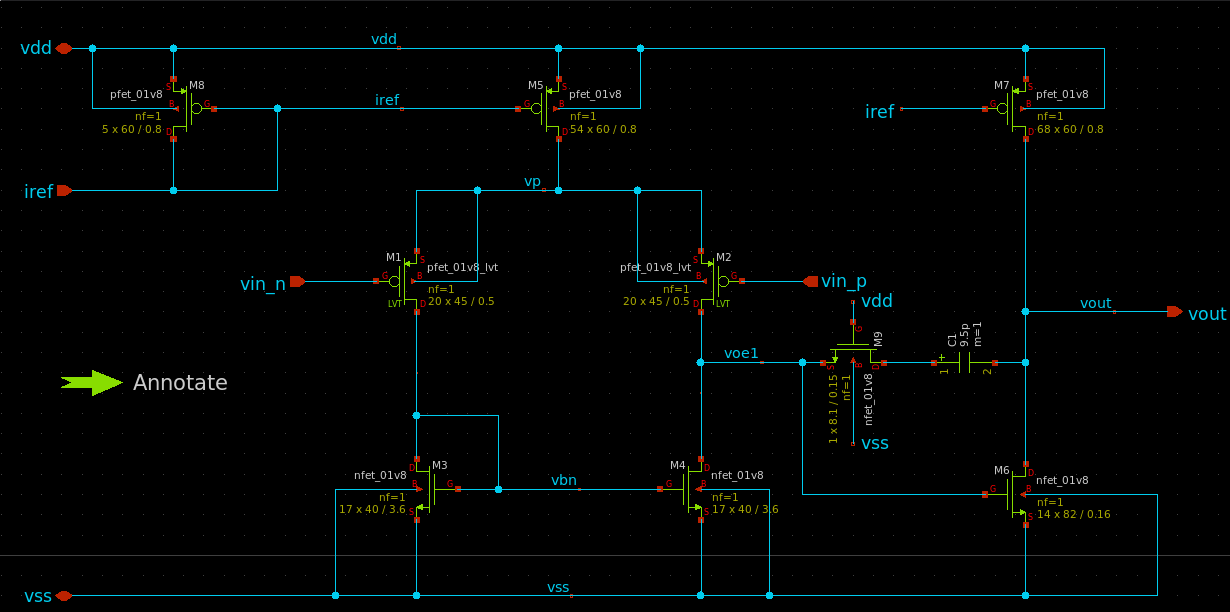 vdd
vdd
M8
pfet_01v8
S
B
G
D
nf=1
5 x 60 / 0.8
iref
M5
pfet_01v8
S
G
B
D
nf=1
54 x 60 / 0.8
iref
M7
pfet_01v8
S
G
B
D
nf=1
68 x 60 / 0.8
iref
vp
vin_n
M1
pfet_01v8_lvt
S
G
B
D
LVT
nf=1
20 x 45 / 0.5
M2
pfet_01v8_lvt
S
B
G
D
LVT
nf=1
20 x 45 / 0.5
vin_p
vdd
G
M9
S
B
D
1 x 8.1 / 0.15
nf=1
nfet_01v8
vss
voe1
C1
9.5p
m=1
+
1
2
vout
vout
Annotate
M3
nfet_01v8
D
B
G
S
nf=1
17 x 40 / 3.6
vbn
M4
nfet_01v8
D
G
B
S
nf=1
17 x 40 / 3.6
M6
nfet_01v8
D
G
B
S
nf=1
14 x 82 / 0.16
vss
vss